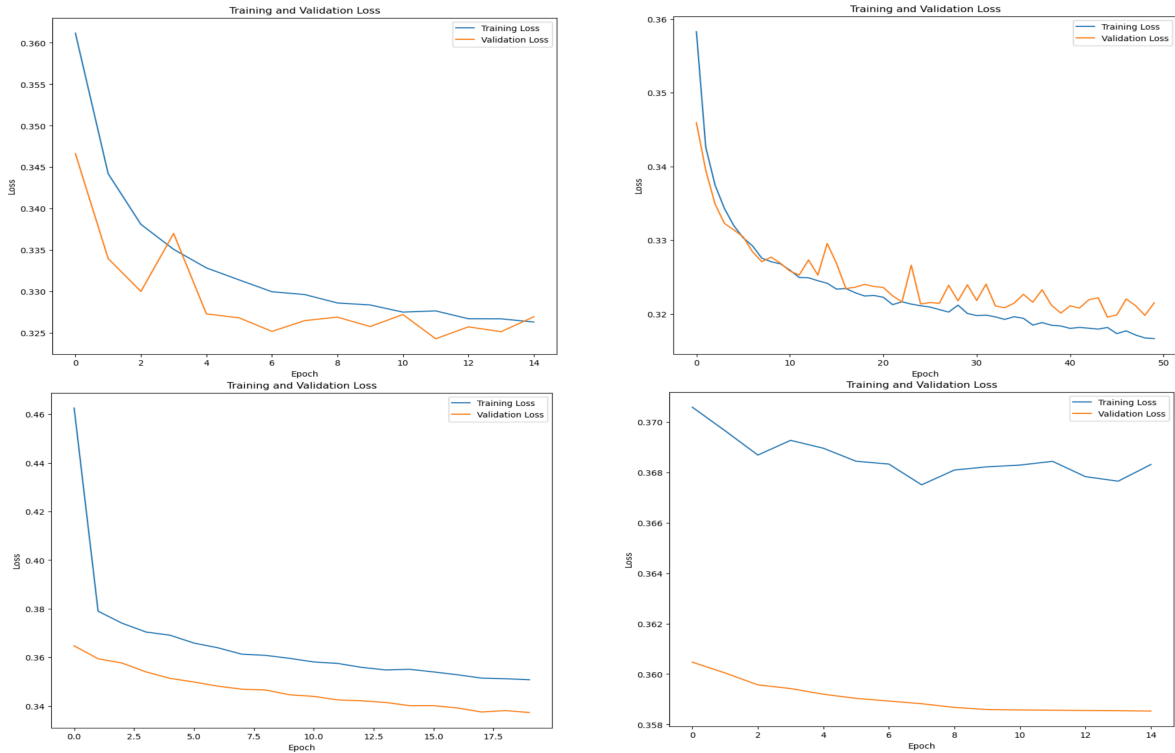 Training and Validation Loss
Training Loss
Validation Loss
0.360
0.355
0.350
0.345
0.340
0.335
0.330
0.325
Loss
0 2 4 6 8 10 12 14
Epoch
Training and Validation Loss
Training Loss
Validation Loss
0.36
0.35
0.34
0.33
0.32
Loss
0 10 20 30 40 50
Epoch
Training and Validation Loss
Training Loss
Validation Loss
0.46
0.44
0.42
0.40
0.38
0.36
0.34
Loss
0.0 2.5 5.0 7.5 10.0 12.5 15.0 17.5
Epoch
Training and Validation Loss
Training Loss
Validation Loss
0.370
0.368
0.366
0.364
0.362
0.360
0.358
Loss
0 2 4 6 8 10 12 14
Epoch